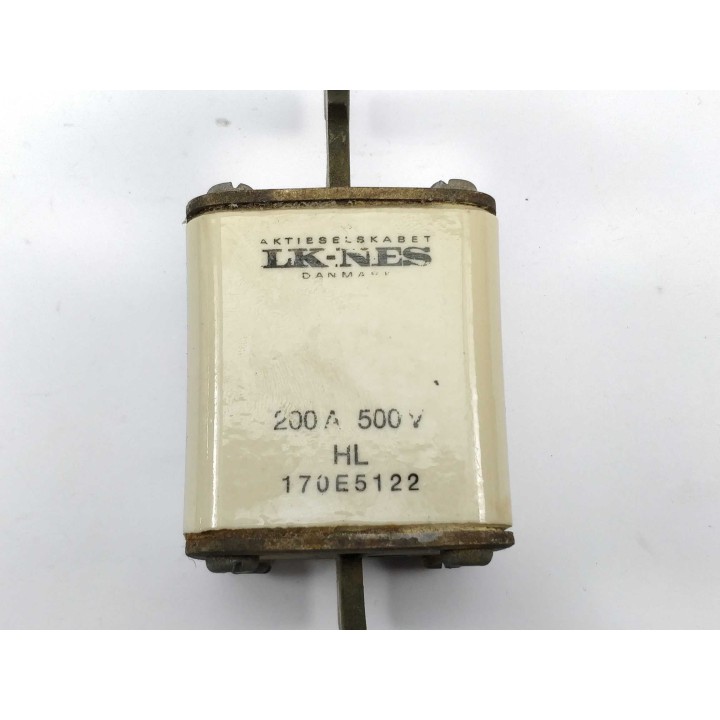 AKTIESELSKABET
LK-NES
DANMARK
200 A 500 V
HL
170E5122